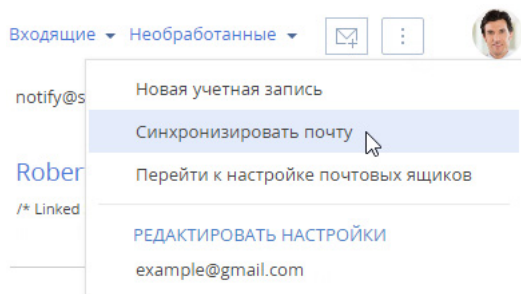 Входящие Необработанные
Новая учетная запись
notify@s
Синхронизировать почту
Rober
Перейти к настройке почтовых ящиков
/* Linked
РЕДАКТИРОВАТЬ НАСТРОЙКИ
example@gmail.com